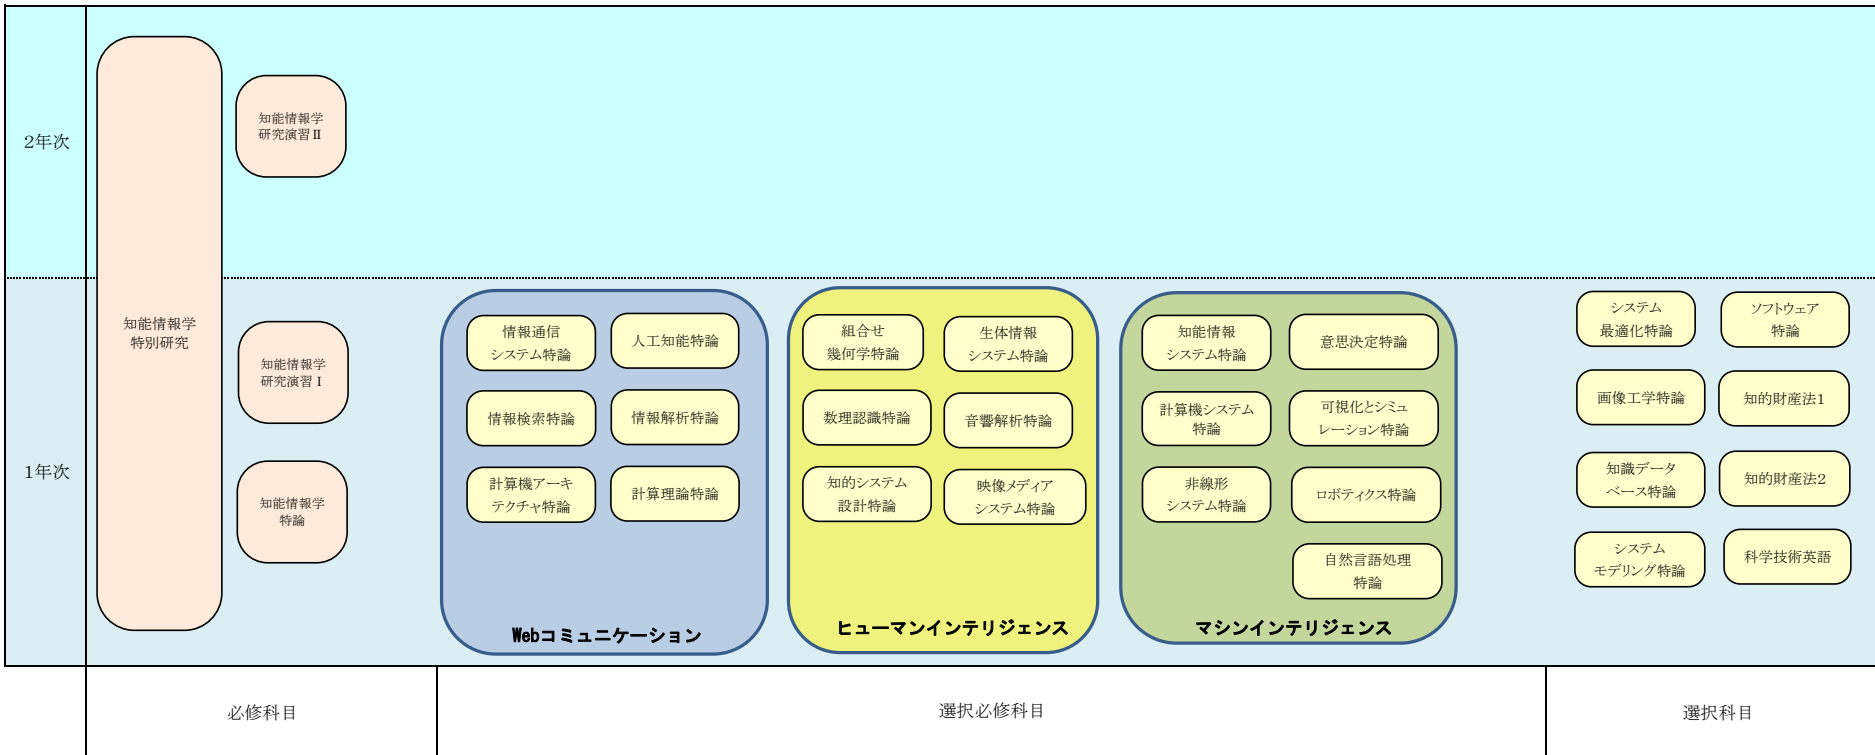 2年次
知能情報学
研究演習Ⅱ
知能情報学
特別研究
1年次
知能情報学
研究演習Ⅰ
知能情報学
特論
情報通信
システム特論
人工知能特論
情報検索特論
情報解析特論
計算機アーキ
テクチャ特論
計算理論特論
Webコミュニケーション
組合せ
幾何学特論
生体情報
システム特論
数理認識特論
音響解析特論
知的システム
設計特論
映像メディア
システム特論
ヒューマンインテリジェンス
知能情報
システム特論
意思決定特論
計算機システム
特論
可視化とシミュ
レーション特論
非線形
システム特論
ロボティクス特論
自然言語処理
特論
マシンインテリジェンス
システム
最適化特論
ソフトウェア
特論
画像工学特論
知的財産法1
知識データ
ベース特論
知的財産法2
システム
モデリング特論
科学技術英語
必修科目
選択必修科目
選択科目